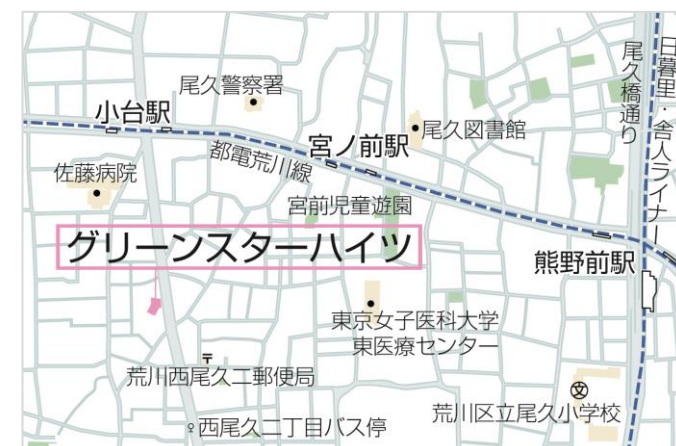 尾久警察署
小台駅
宮ノ前駅
尾久図書館
尾久橋通り
日暮里・舎人ライナー
佐藤病院
都電荒川線
宮前児童遊園
グリーンスターハイツ
熊野前駅
東京女子医科大学
東医療センター
〒
荒川西尾久二郵便局
文
荒川区立尾久小学校
西尾久二丁目バス停